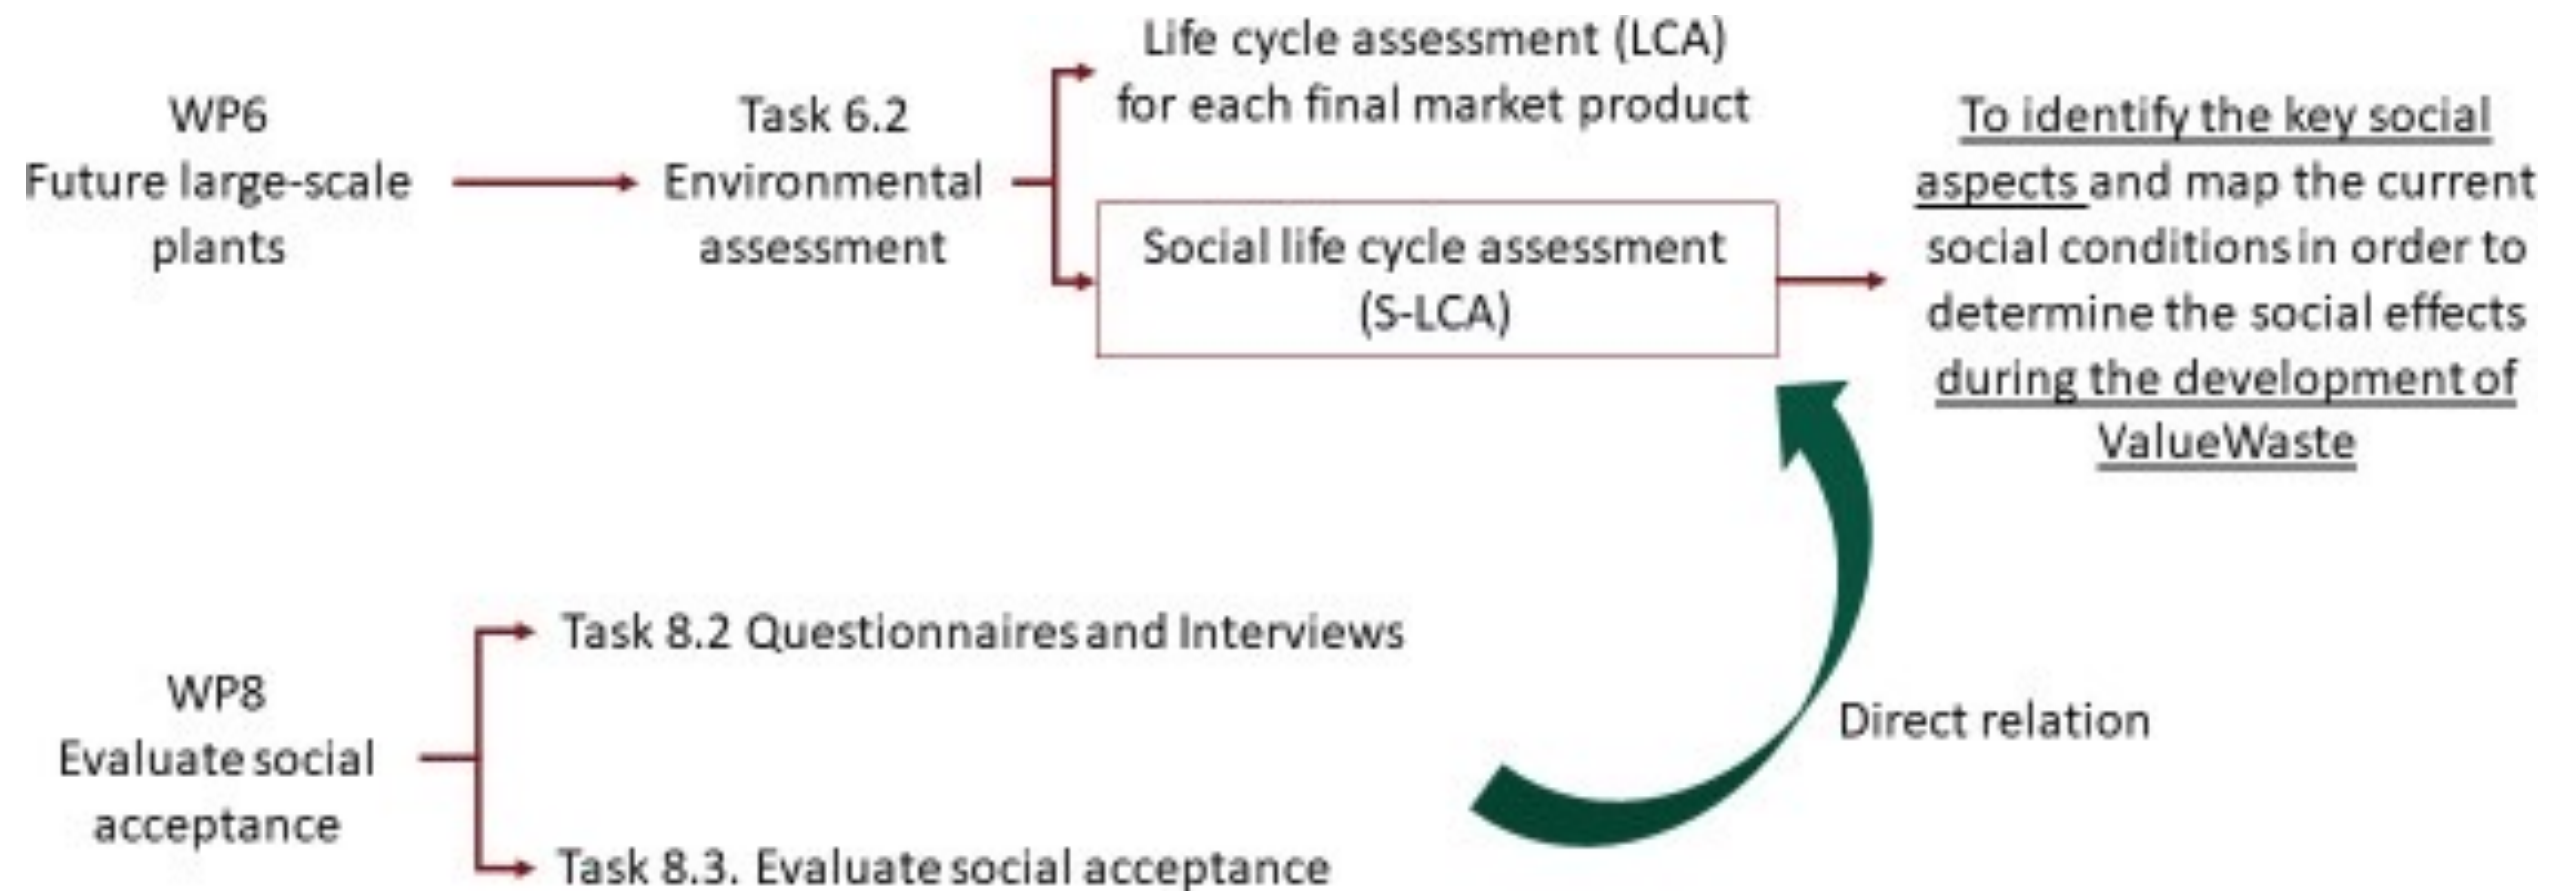 WP6
Future large-scale
plants
Task 6.2
Environmental
assessment
Life cycle assessment (LCA)
for each final market product
Social life cycle assessment
(S-LCA)
To identify the key social
aspects and map the current
social conditions in order to
determine the social effects
during the development of
ValueWaste
WP8
Evaluate social
acceptance
Task 8.2 Questionnaires and Interviews
Task 8.3. Evaluate social acceptance
Direct relation